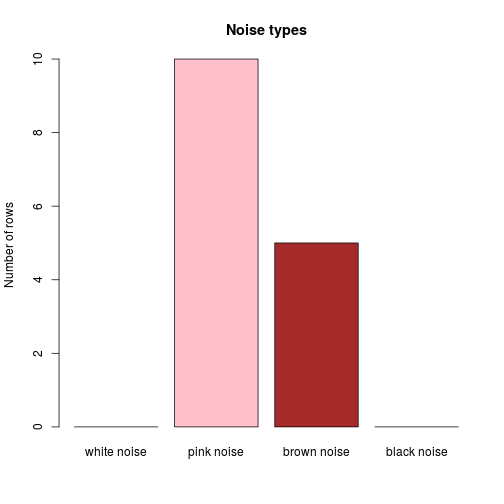 Noise types
Number of rows
10
8
6
4
2
0
white noise
pink noise
brown noise
black noise